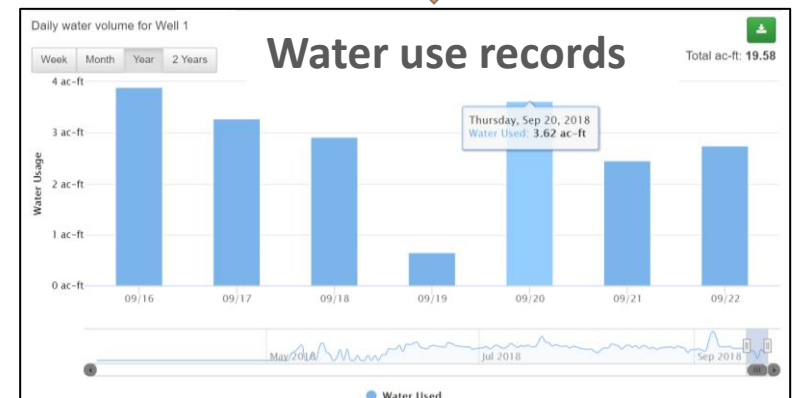 Daily water volume for Well 1
Week Month Year 2 Years
Water use records
Total ac-ft: 19.58
4 ac-ft
3 ac-ft
2 ac-ft
1 ac-ft
0 ac-ft
Water Usage
Thursday, Sep 20, 2018
Water Used: 3.62 ac-ft
09/16 09/17 09/18 09/19 09/20 09/21 09/22
May 2018 Jul 2018 Sep 2018
Water Used